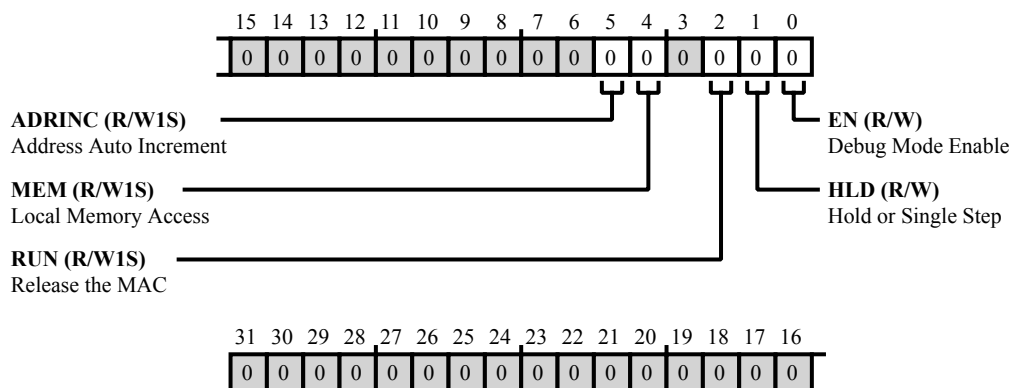 15 14 13 12 11 10 9 8 7 6 5 4 3 2 1 0
0 0 0 0 0 0 0 0 0 0 0 0 0 0 0 0
ADRINC (R/W1S)
Address Auto Increment
EN (R/W)
Debug Mode Enable
MEM (R/W1S)
Local Memory Access
HLD (R/W)
Hold or Single Step
RUN (R/W1S)
Release the MAC
31 30 29 28 27 26 25 24 23 22 21 20 19 18 17 16
0 0 0 0 0 0 0 0 0 0 0 0 0 0 0 0